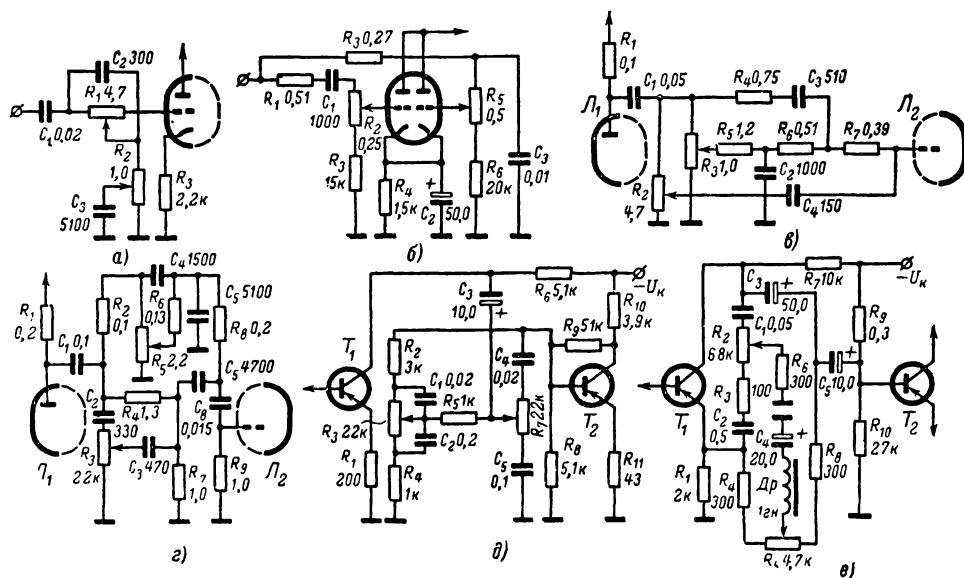 C₂ 300
R₁ 4,7
C₁ 0,02
R₂
1,0
C₃
5100
R₃
2,2к
а)
R₃ 0,27
R₁ 0,51
C₁
1000
R₂
0,25
R₃
15к
R₄
1,5к
+
C₂
50,0
R₅
0,5
R₆
20к
C₃
0,01
б)
R₁
0,1
Л₁
C₁ 0,05
R₄ 0,75
C₃ 510
Л₂
R₅ 1,2
R₆ 0,51
R₇ 0,39
R₃ 1,0
C₂ 1000
R₂
4,7
C₄ 150
в)
R₁
0,2
C₁ 0,1
R₂
0,1
C₄ 1500
R₆
0,13
R₅ 2,2
C₅ 5100
R₈ 0,2
C₅ 4700
C₂
330
R₄ 1,3
C₈
0,015
R₃
22к
C₃ 470
R₇
1,0
R₉
1,0
Л₁
Л₂
г)
C₃
10,0
+
R₆ 5,1к
−Uк
R₁₀
3,9к
R₉ 51к
T₁
R₂
3к
C₁ 0,02
C₄
0,02
R₅ 1к
R₃ 22к
C₂ 0,2
R₇ 22к
T₂
R₁
200
R₄
1к
C₅
0,1
R₈
5,1к
R₁₁
43
д)
R₇ 10к
−Uк
C₃
+
50,0
C₁ 0,05
R₉
0,3
R₂
68к
R₆
300
+
C₅ 10,0
T₁
R₃
100
T₂
C₂
0,5
C₄
+
20,0
R₁₀
27к
R₁
2к
R₄
300
Др
1гн
R₈
300
4,7к
е)